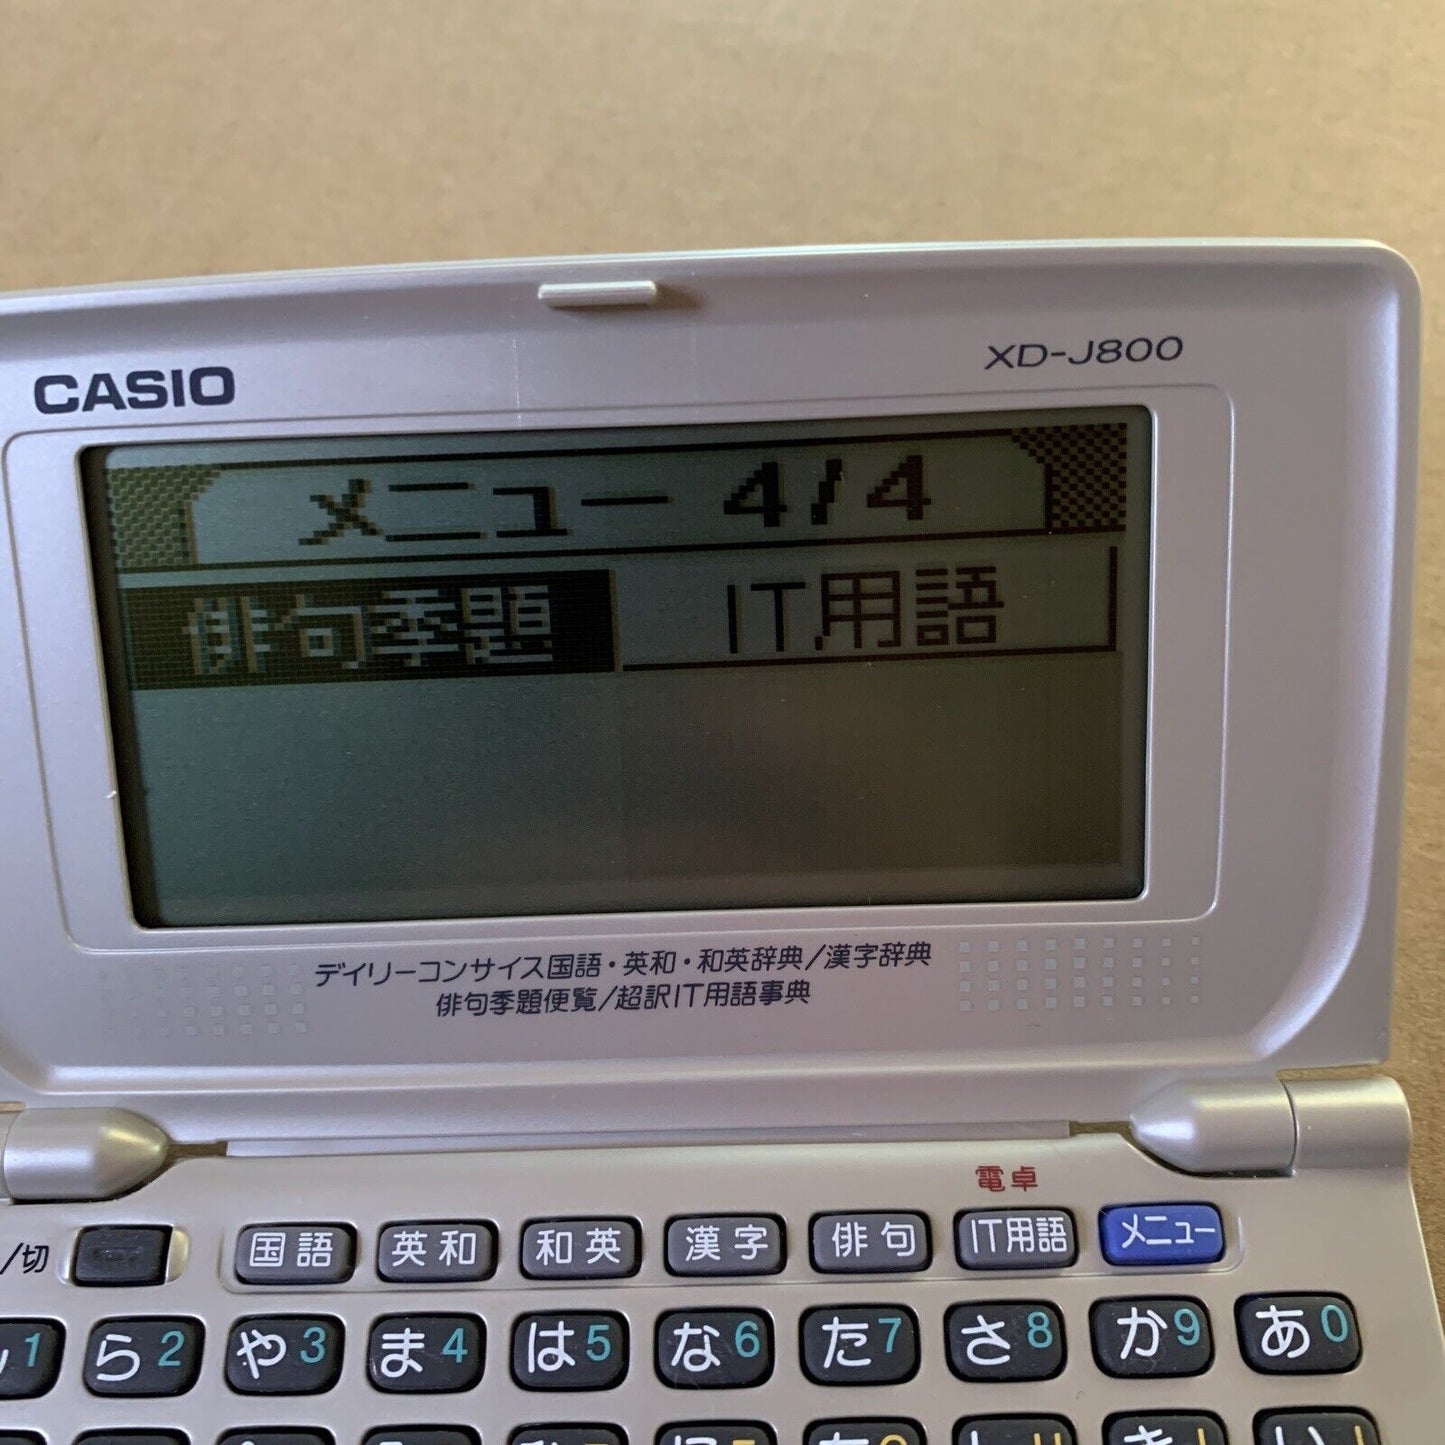 CASIO
XD-J800
メニュー 4/4
俳句季題 IT用語
デイリーコンサイス国語・英和・和英辞典/漢字辞典
俳句季題便覧/超訳IT用語事典
電卓
/切 国語 英和 和英 漢字 俳句 IT用語 メニュー
1 ら2 や3 ま4 は5 な6 た7 さ8 か9 あ0